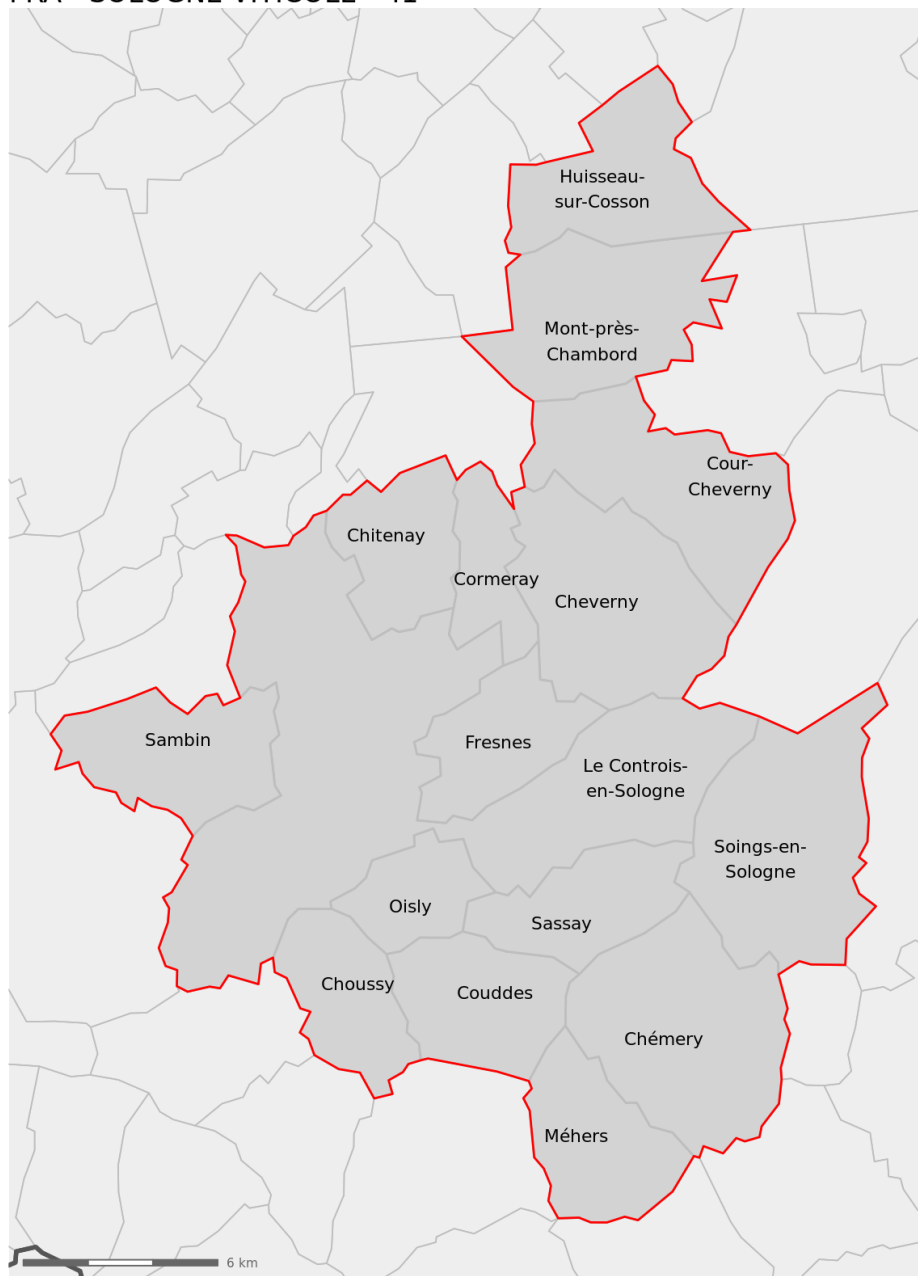 Huisseau-
sur-Cosson
Mont-près-
Chambord
Cour-
Cheverny
Chitenay
Cormeray
Cheverny
Sambin
Fresnes
Le Controis-
en-Sologne
Soings-en-
Sologne
Oisly
Sassay
Choussy
Couddes
Chémery
Méhers
6 km